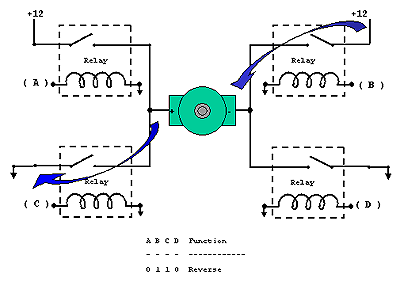 +12 +12
Relay Relay
( A ) ( B )
+ -
Relay Relay
( C ) ( D )
A B C D Function
- - - - ------------
0 1 1 0 Reverse